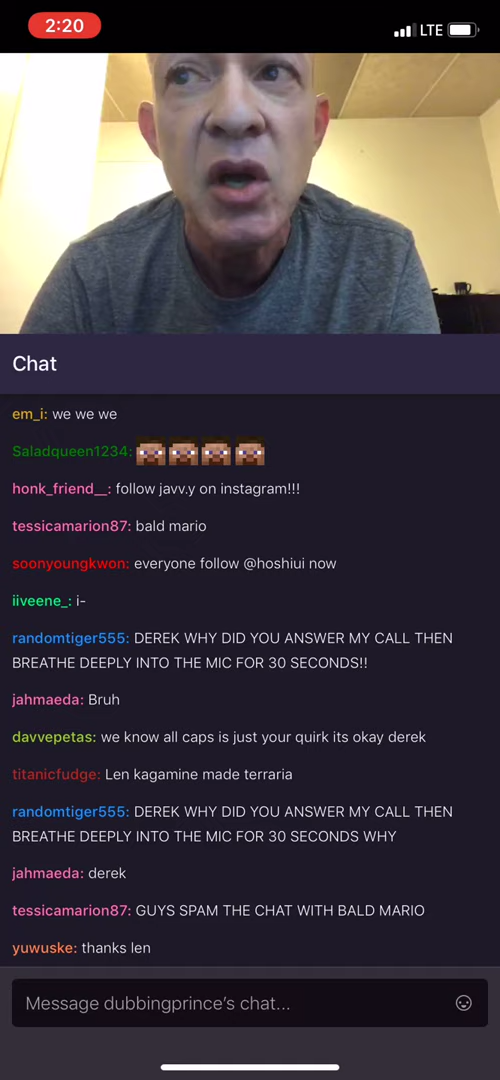 2:20
LTE
Chat
em_i: we we we
Saladqueen1234:
honk_friend__: follow javv.y on instagram!!!
tessicamarion87: bald mario
soonyoungkwon: everyone follow @hoshiui now
iiveene_: i-
randomtiger555: DEREK WHY DID YOU ANSWER MY CALL THEN
BREATHE DEEPLY INTO THE MIC FOR 30 SECONDS!!
jahmaeda: Bruh
davvepetas: we know all caps is just your quirk its okay derek
titanicfudge: Len kagamine made terraria
randomtiger555: DEREK WHY DID YOU ANSWER MY CALL THEN
BREATHE DEEPLY INTO THE MIC FOR 30 SECONDS WHY
jahmaeda: derek
tessicamarion87: GUYS SPAM THE CHAT WITH BALD MARIO
yuwuske: thanks len
Message dubbingprince's chat...